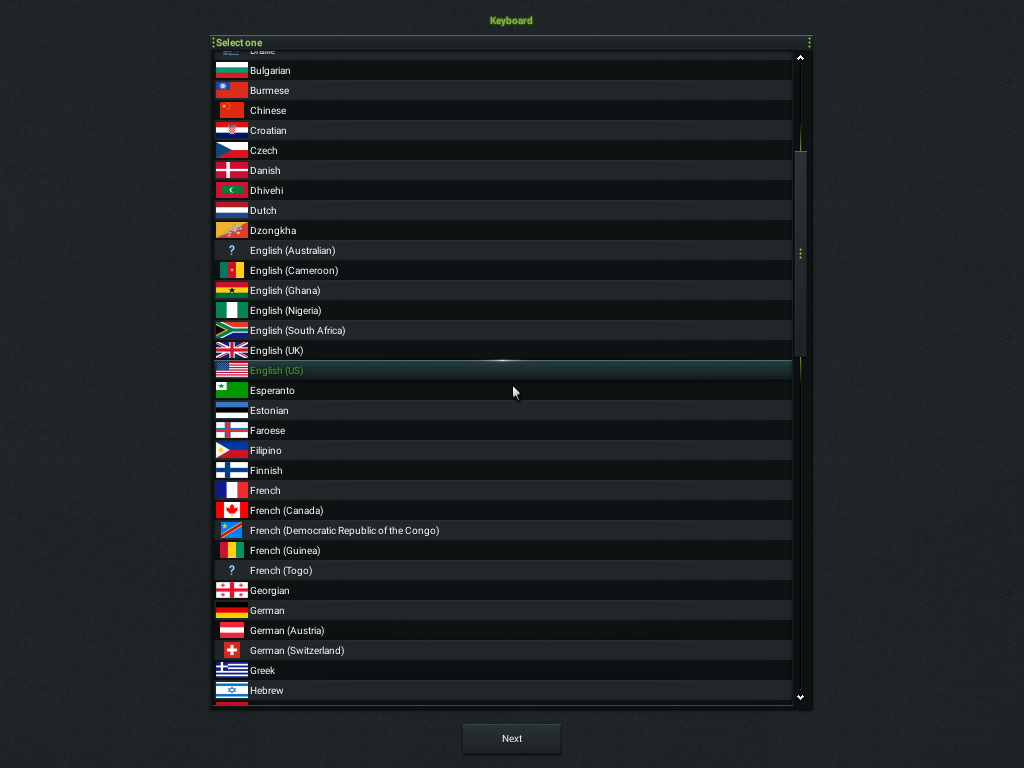 Keyboard
Select one
Braille
Bulgarian
Burmese
Chinese
Croatian
Czech
Danish
Dhivehi
Dutch
Dzongkha
English (Australian)
English (Cameroon)
English (Ghana)
English (Nigeria)
English (South Africa)
English (UK)
English (US)
Esperanto
Estonian
Faroese
Filipino
Finnish
French
French (Canada)
French (Democratic Republic of the Congo)
French (Guinea)
French (Togo)
Georgian
German
German (Austria)
German (Switzerland)
Greek
Hebrew
Next